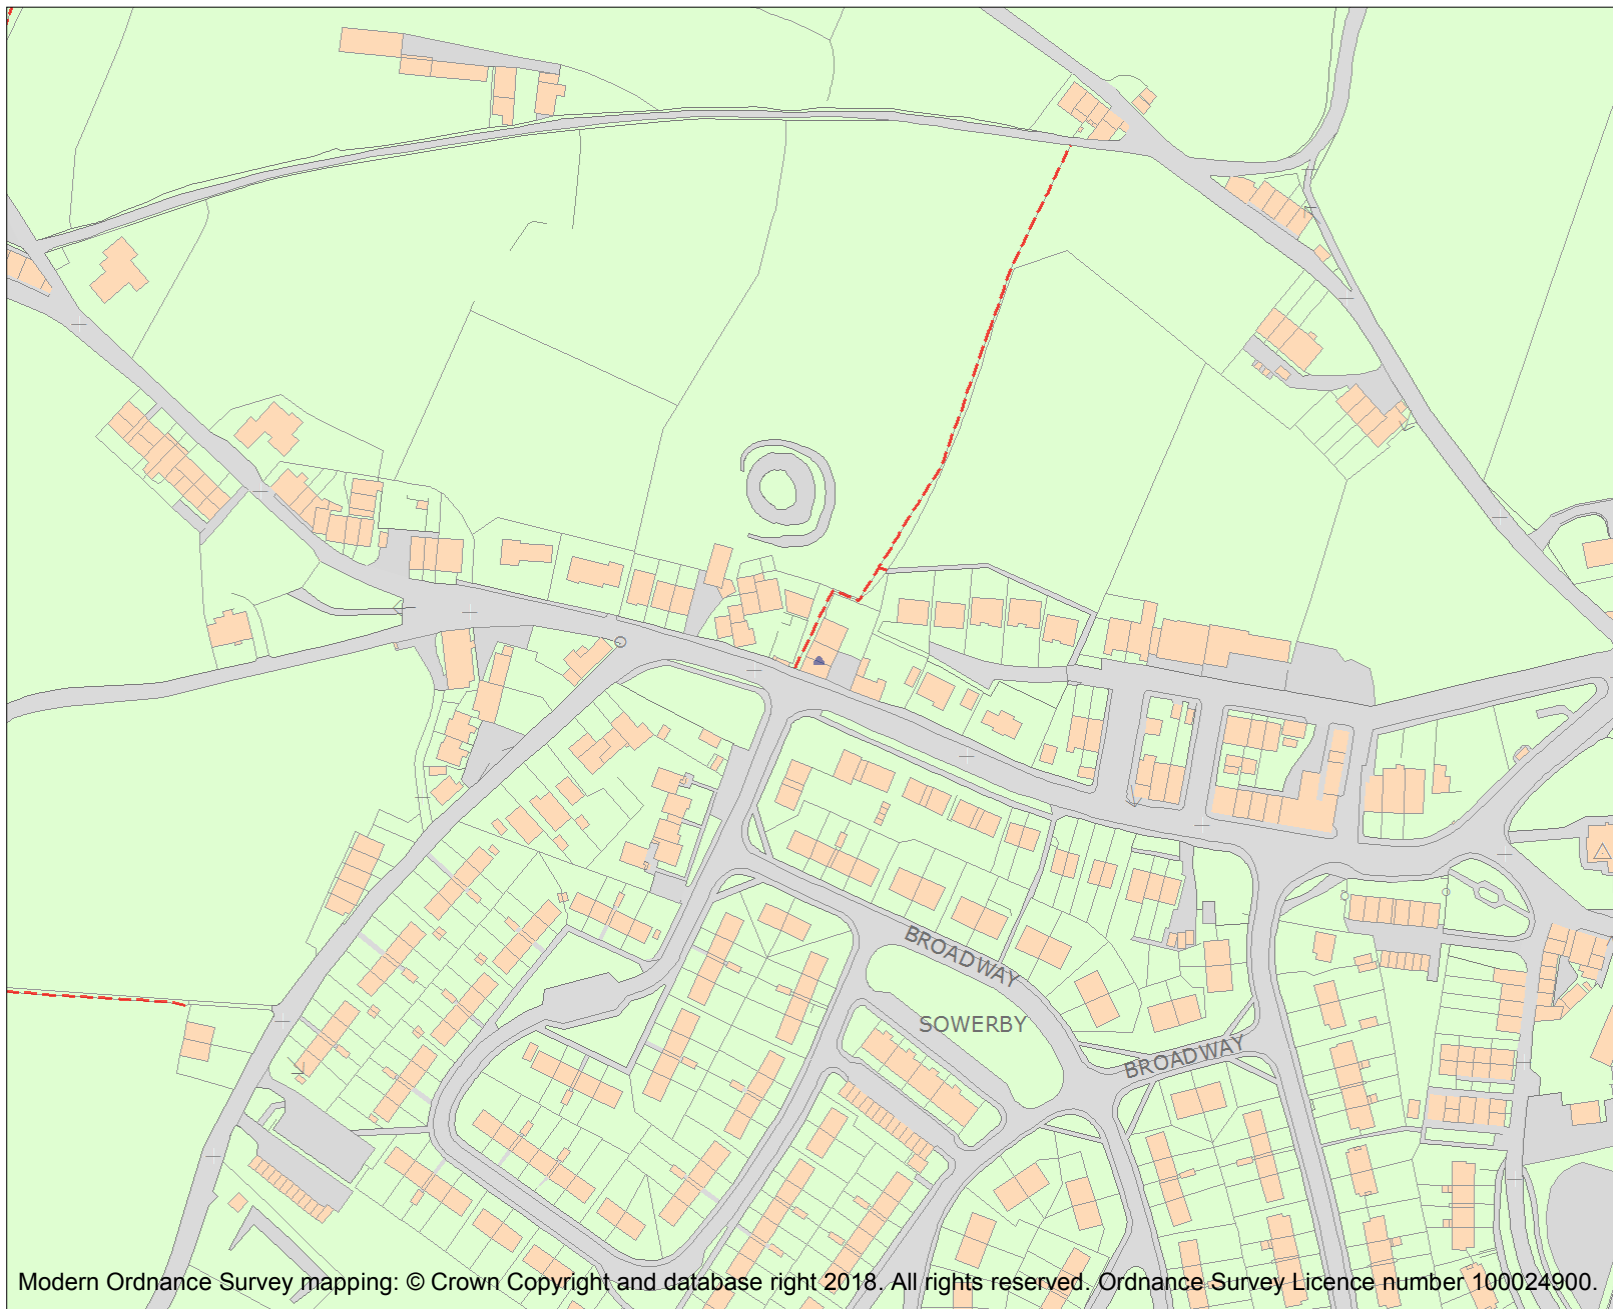 BROADWAY
SOWERBY
BROADWAY
Modern Ordnance Survey mapping: © Crown Copyright and database right 2018. All rights reserved. Ordnance Survey Licence number 100024900.